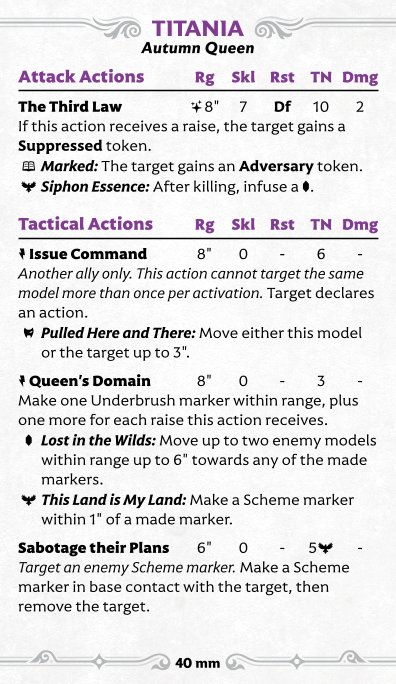 TITANIA
Autumn Queen
Attack Actions Rg Skl Rst TN Dmg
The Third Law 8" 7 Df 10 2
If this action receives a raise, the target gains a
Suppressed token.
Marked: The target gains an Adversary token.
Siphon Essence: After killing, infuse a .
Tactical Actions Rg Skl Rst TN Dmg
Issue Command 8" 0 - 6 -
Another ally only. This action cannot target the same
model more than once per activation. Target declares
an action.
Pulled Here and There: Move either this model
or the target up to 3".
Queen's Domain 8" 0 - 3 -
Make one Underbrush marker within range, plus
one more for each raise this action receives.
Lost in the Wilds: Move up to two enemy models
within range up to 6" towards any of the made
markers.
This Land is My Land: Make a Scheme marker
within 1" of a made marker.
Sabotage their Plans 6" 0 - 5 -
Target an enemy Scheme marker. Make a Scheme
marker in base contact with the target, then
remove the target.
40 mm